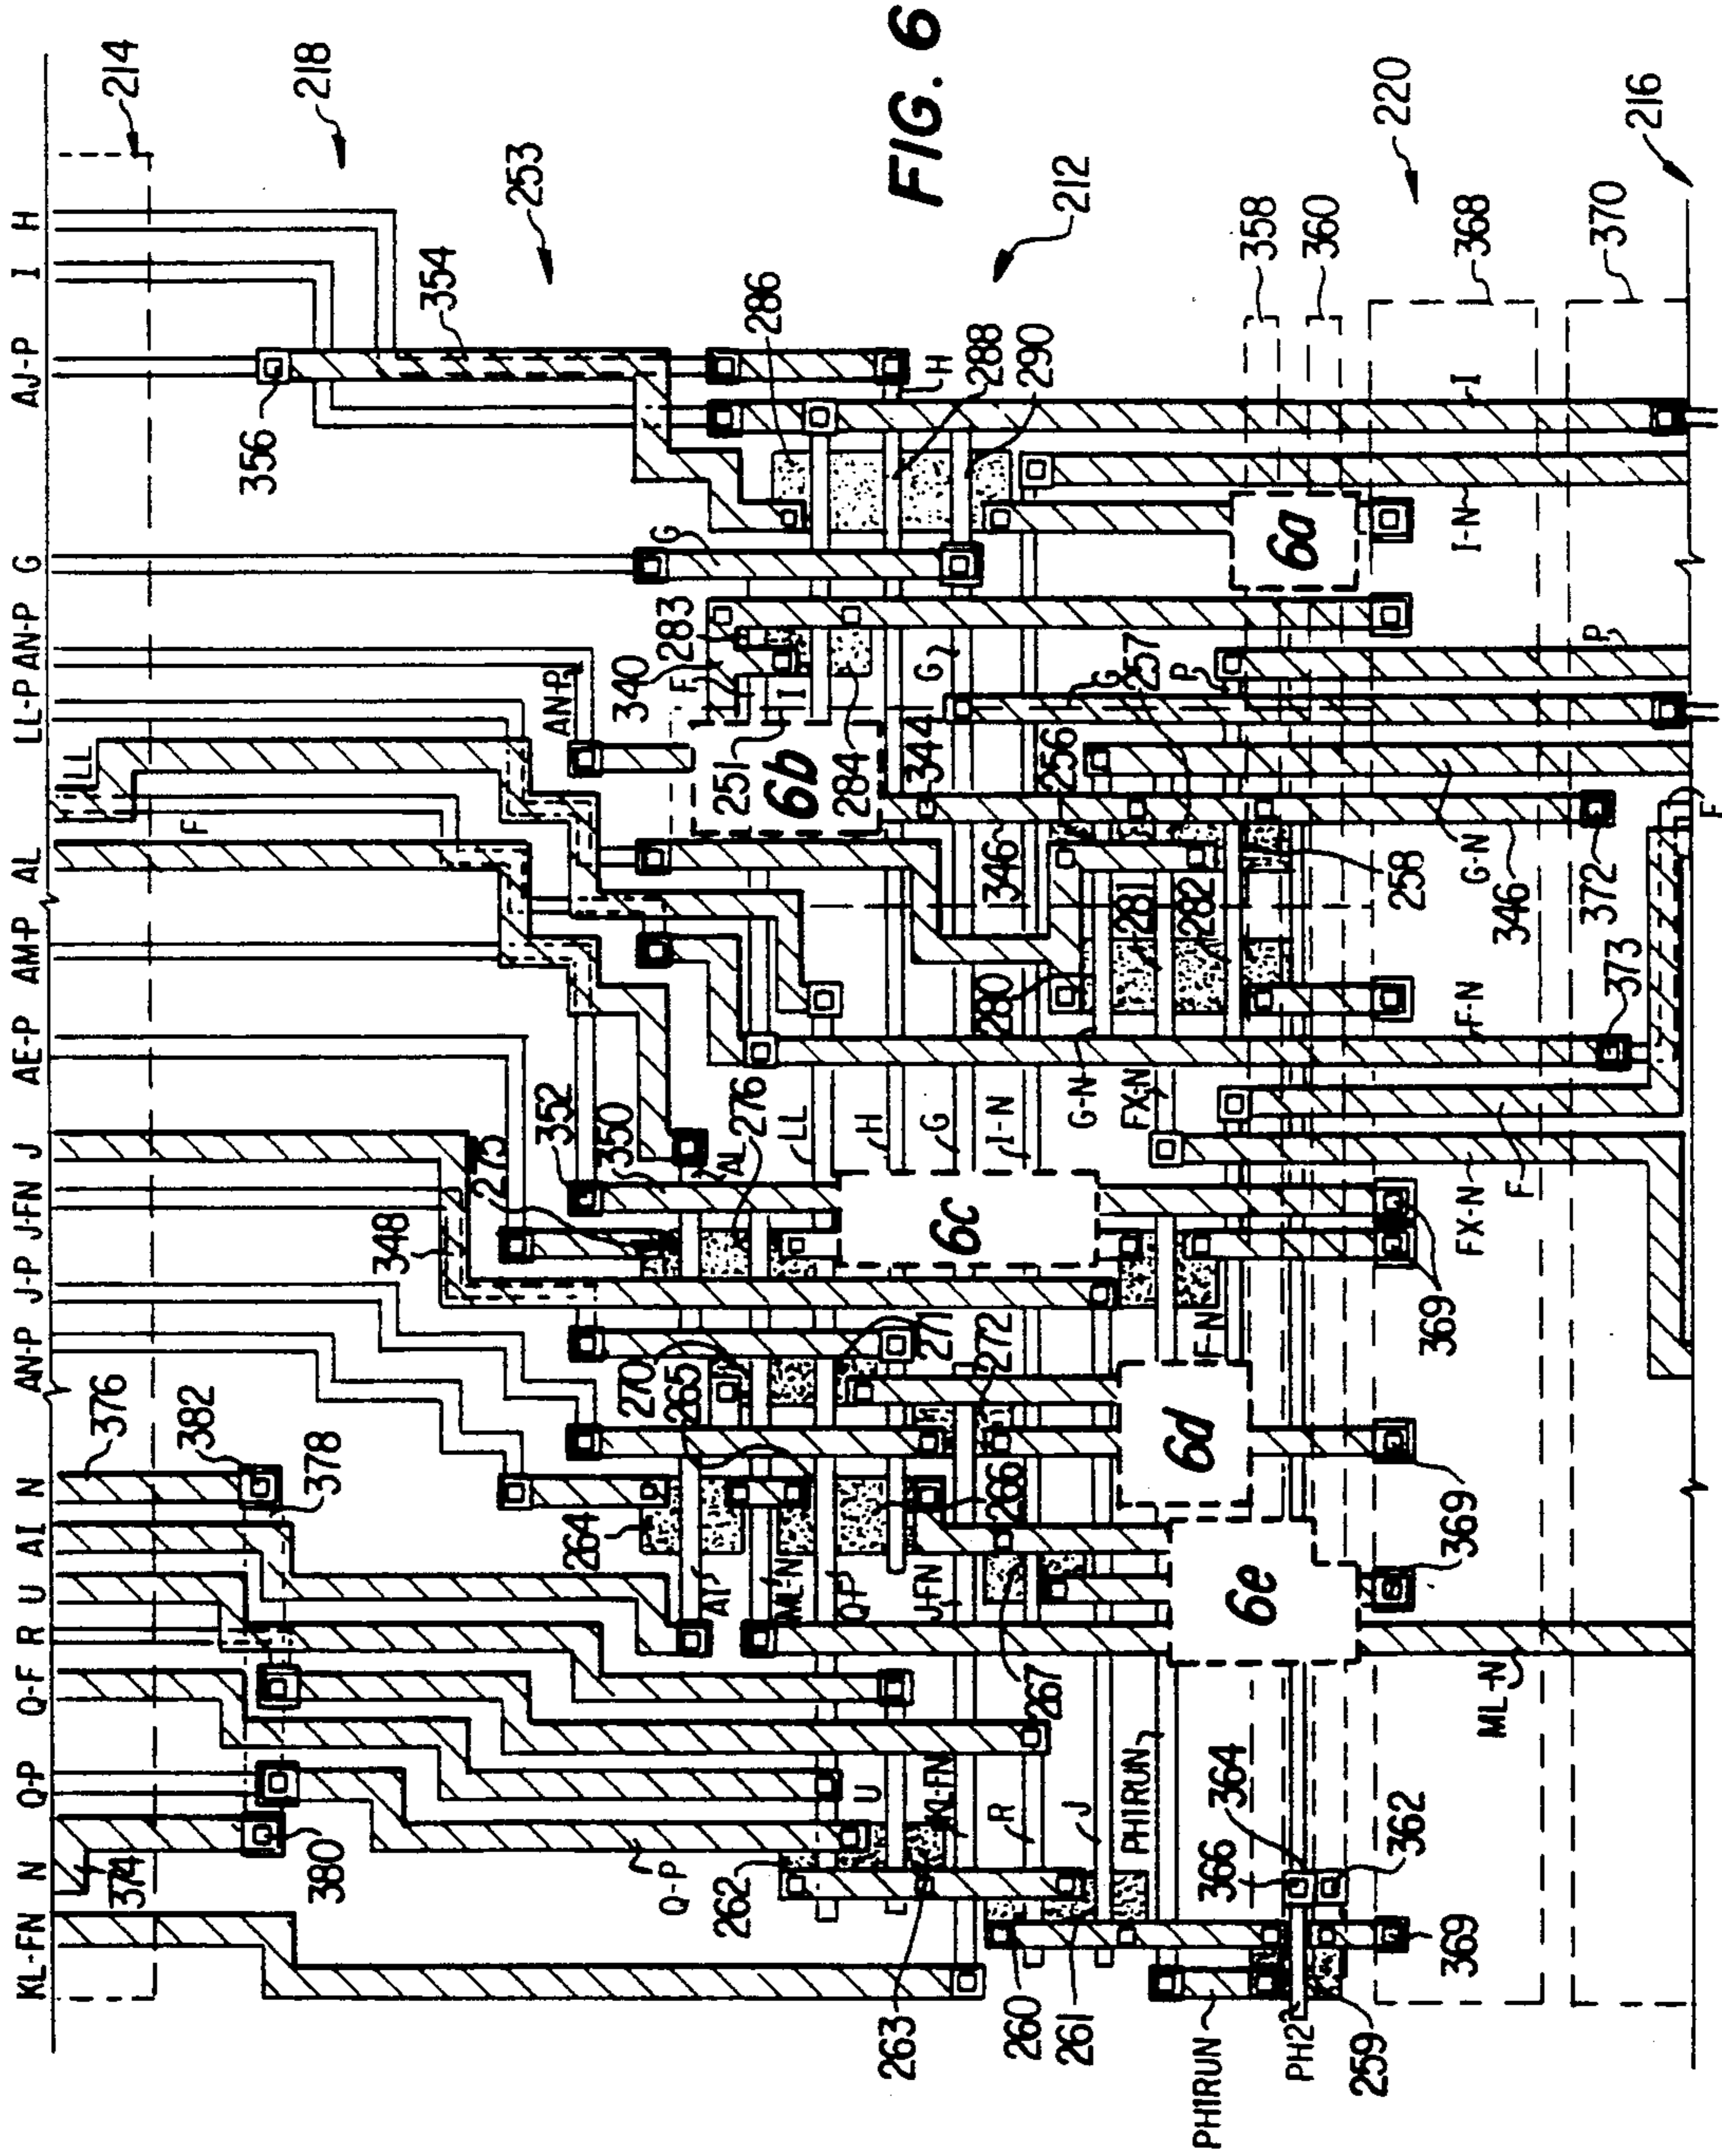 KL-FN
N
Q-P
Q-F
R
U
AI
N
AN-P
J-P
J-FN
J
AE-P
AM-P
AL
LL-P
AN-P
G
AJ-P
I
H
214
218
253
FIG. 6
212
220
216
374
380
376
382
378
348
275
352
350
276
F
LL
AN-P
356
354
286
288
290
358
360
368
370
340
283
F
I
251
284
6b
344
G
G
H
256
257
G
P
P
346
280
281
282
258
G-N
346
372
373
I
I-N
6a
AL
LL
H
G
I-N
G-N
FX-N
F-N
F
F
FX-N
6c
369
270
265
271
272
F-N
6d
369
264
266
AI
ML-N
Q-F
J-FN
267
6e
369
ML-N
Q-P
262
U
KL-FN
R
J
PHIRUN
263
260
261
366
364
362
369
PHIRUN
PH2
259